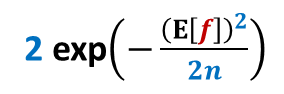 2 exp(− (E[f])² / 2n)